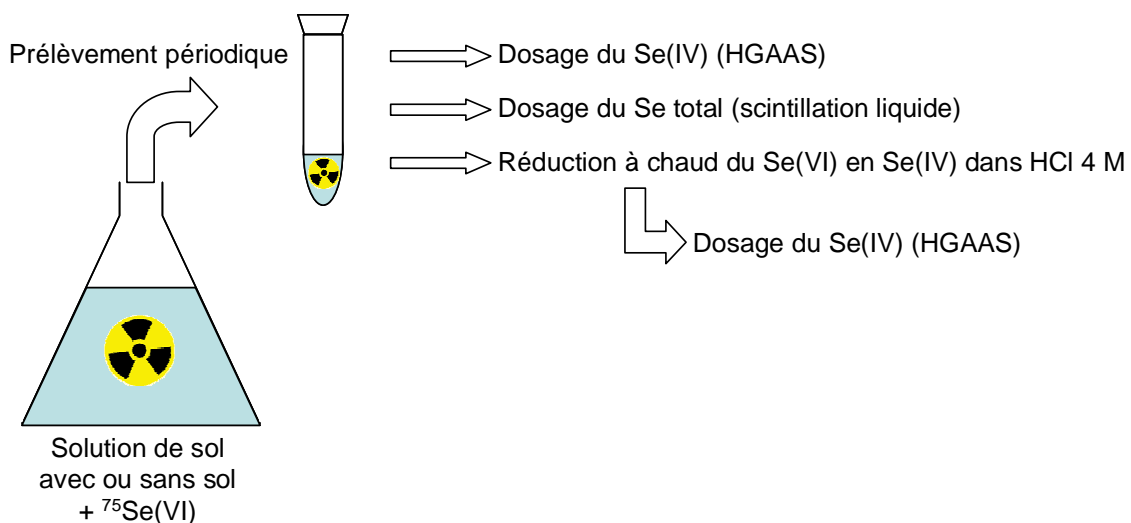 Prélèvement périodique
Dosage du Se(IV) (HGAAS)
Dosage du Se total (scintillation liquide)
Réduction à chaud du Se(VI) en Se(IV) dans HCl 4 M
Dosage du Se(IV) (HGAAS)
Solution de sol
avec ou sans sol
+ ⁷⁵Se(VI)